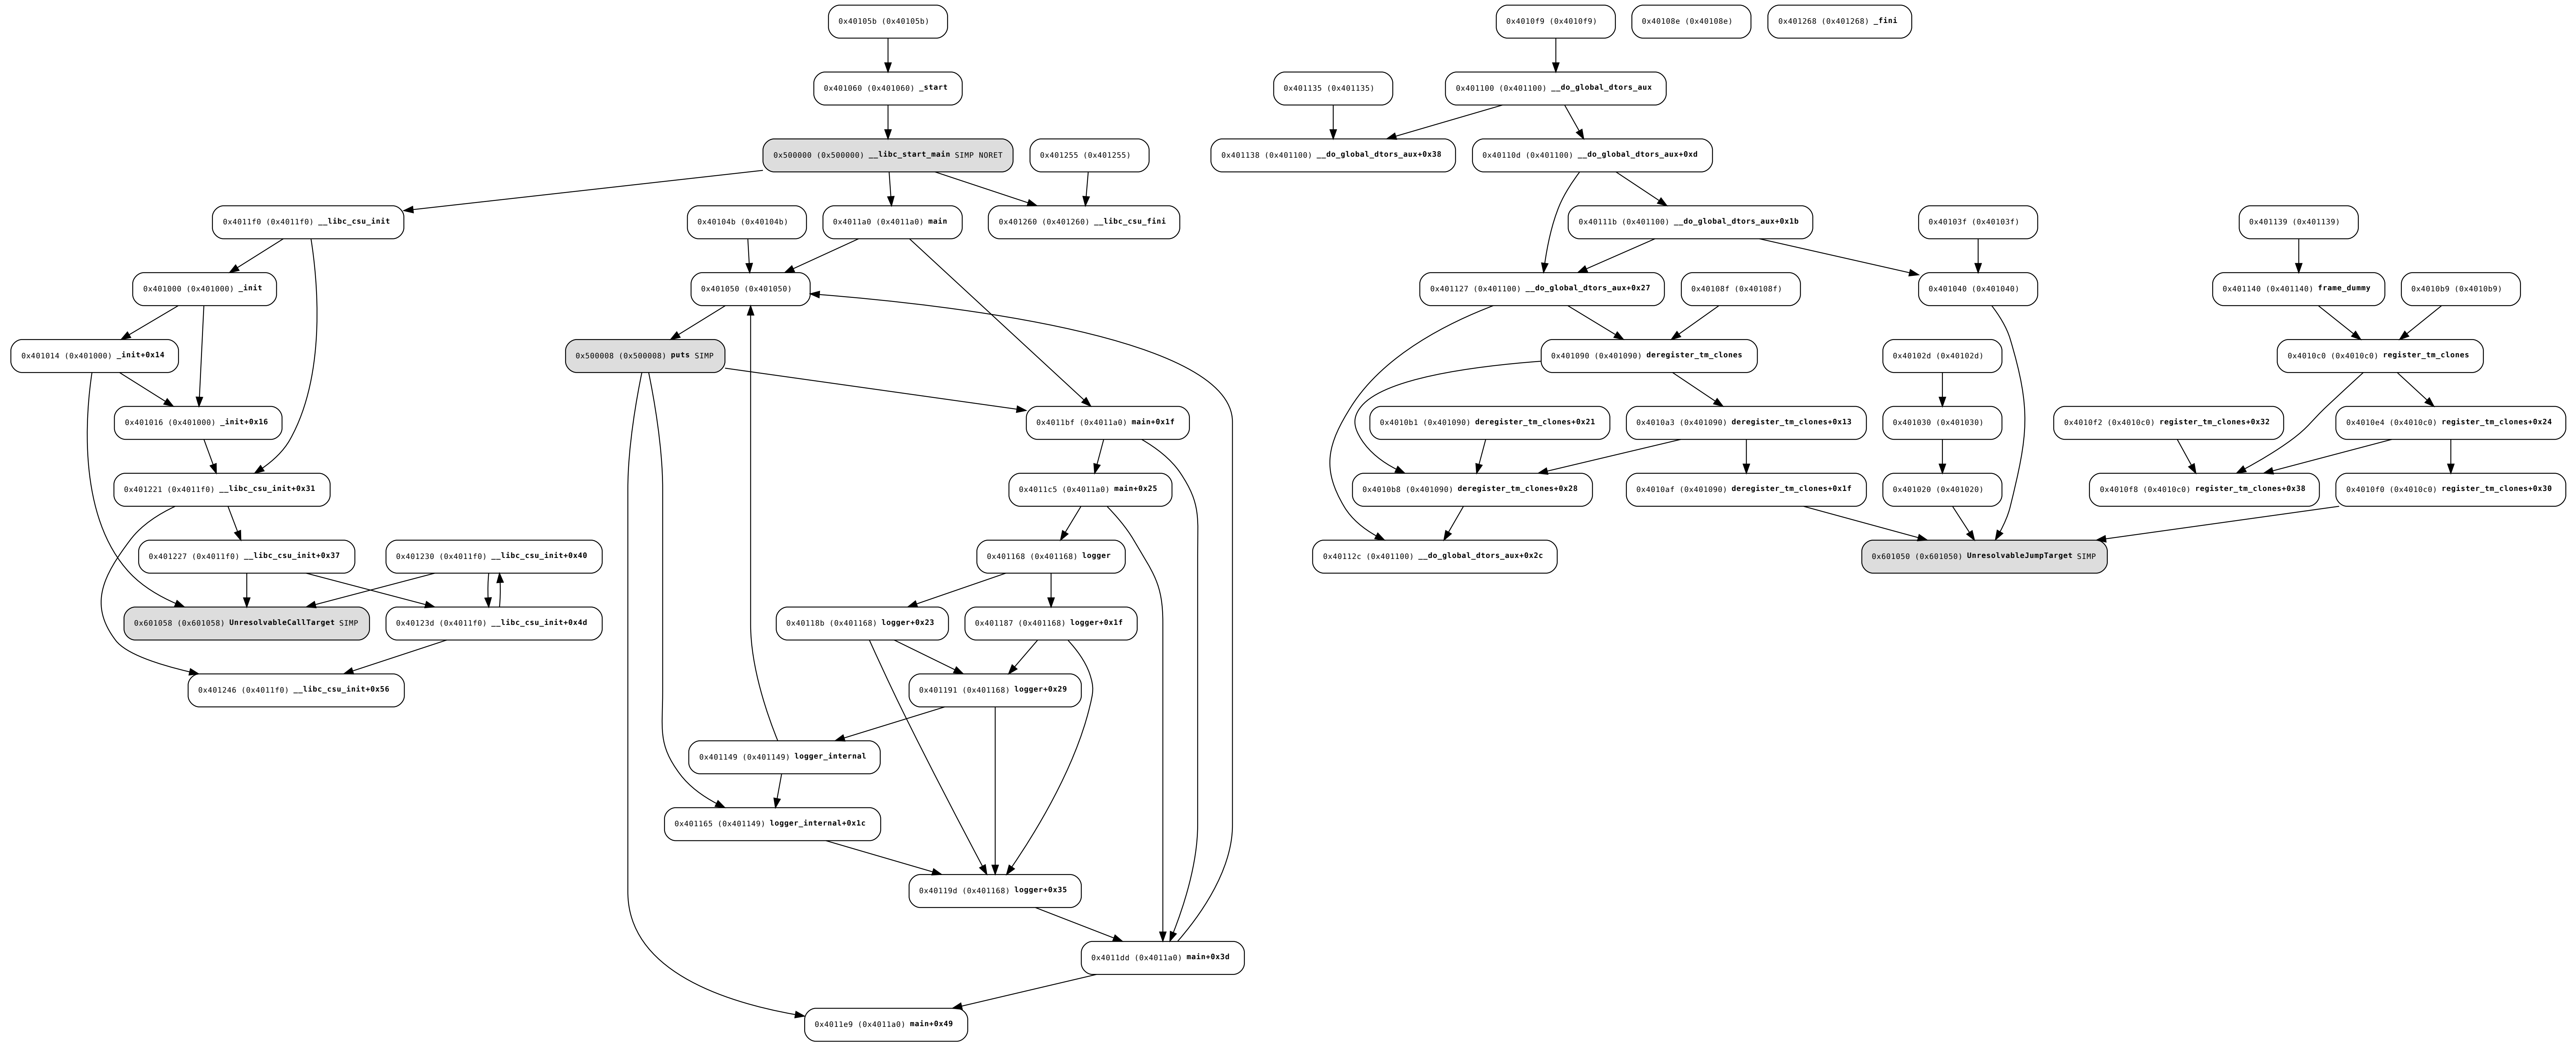 0x40105b (0x40105b)
0x4010f9 (0x4010f9)
0x40108e (0x40108e)
0x401268 (0x401268) _fini
0x401060 (0x401060) _start
0x401135 (0x401135)
0x401100 (0x401100) __do_global_dtors_aux
0x500000 (0x500000) __libc_start_main SIMP NORET
0x401255 (0x401255)
0x401138 (0x401100) __do_global_dtors_aux+0x38
0x40110d (0x401100) __do_global_dtors_aux+0xd
0x4011f0 (0x4011f0) __libc_csu_init
0x40104b (0x40104b)
0x4011a0 (0x4011a0) main
0x401260 (0x401260) __libc_csu_fini
0x40111b (0x401100) __do_global_dtors_aux+0x1b
0x40103f (0x40103f)
0x401139 (0x401139)
0x401000 (0x401000) _init
0x401050 (0x401050)
0x401127 (0x401100) __do_global_dtors_aux+0x27
0x40108f (0x40108f)
0x401040 (0x401040)
0x401140 (0x401140) frame_dummy
0x4010b9 (0x4010b9)
0x401014 (0x401000) _init+0x14
0x500008 (0x500008) puts SIMP
0x401090 (0x401090) deregister_tm_clones
0x40102d (0x40102d)
0x4010c0 (0x4010c0) register_tm_clones
0x401016 (0x401000) _init+0x16
0x4011bf (0x4011a0) main+0x1f
0x4010b1 (0x401090) deregister_tm_clones+0x21
0x4010a3 (0x401090) deregister_tm_clones+0x13
0x401030 (0x401030)
0x4010f2 (0x4010c0) register_tm_clones+0x32
0x4010e4 (0x4010c0) register_tm_clones+0x24
0x401221 (0x4011f0) __libc_csu_init+0x31
0x4011c5 (0x4011a0) main+0x25
0x4010b8 (0x401090) deregister_tm_clones+0x28
0x4010af (0x401090) deregister_tm_clones+0x1f
0x401020 (0x401020)
0x4010f8 (0x4010c0) register_tm_clones+0x38
0x4010f0 (0x4010c0) register_tm_clones+0x30
0x401227 (0x4011f0) __libc_csu_init+0x37
0x401230 (0x4011f0) __libc_csu_init+0x40
0x401168 (0x401168) logger
0x40112c (0x401100) __do_global_dtors_aux+0x2c
0x601050 (0x601050) UnresolvableJumpTarget SIMP
0x601058 (0x601058) UnresolvableCallTarget SIMP
0x40123d (0x4011f0) __libc_csu_init+0x4d
0x40118b (0x401168) logger+0x23
0x401187 (0x401168) logger+0x1f
0x401246 (0x4011f0) __libc_csu_init+0x56
0x401191 (0x401168) logger+0x29
0x401149 (0x401149) logger_internal
0x401165 (0x401149) logger_internal+0x1c
0x40119d (0x401168) logger+0x35
0x4011dd (0x4011a0) main+0x3d
0x4011e9 (0x4011a0) main+0x49